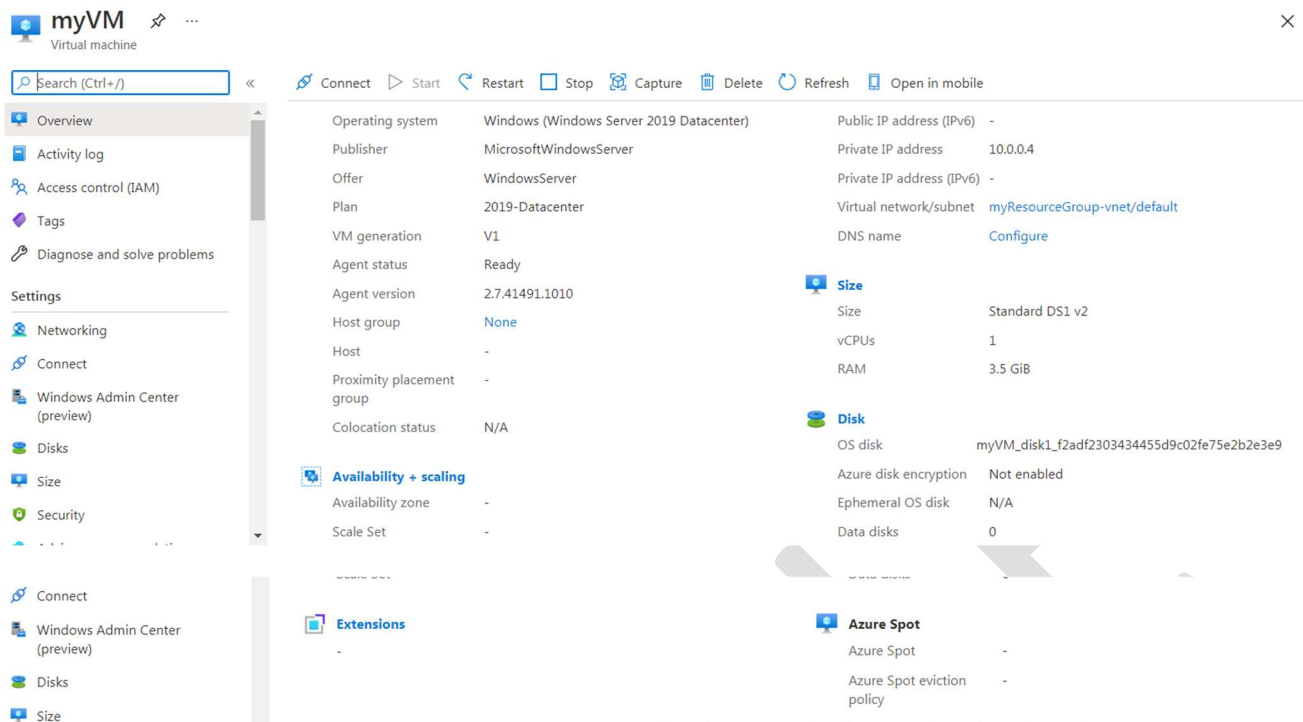 myVM
Virtual machine
Search (Ctrl+/)
«
Connect
Start
Restart
Stop
Capture
Delete
Refresh
Open in mobile
Overview
Activity log
Access control (IAM)
Tags
Diagnose and solve problems
Settings
Networking
Connect
Windows Admin Center
(preview)
Disks
Size
Security
Operating system Windows (Windows Server 2019 Datacenter)
Publisher MicrosoftWindowsServer
Offer WindowsServer
Plan 2019-Datacenter
VM generation V1
Agent status Ready
Agent version 2.7.41491.1010
Host group None
Host -
Proximity placement -
group
Colocation status N/A
Availability + scaling
Availability zone -
Scale Set -
Public IP address (IPv6) -
Private IP address 10.0.0.4
Private IP address (IPv6) -
Virtual network/subnet myResourceGroup-vnet/default
DNS name Configure
Size
Size Standard DS1 v2
vCPUs 1
RAM 3.5 GiB
Disk
OS disk myVM_disk1_f2adf2303434455d9c02fe75e2b2e3e9
Azure disk encryption Not enabled
Ephemeral OS disk N/A
Data disks 0
Connect
Windows Admin Center
(preview)
Disks
Size
Extensions
-
Azure Spot
Azure Spot -
Azure Spot eviction -
policy